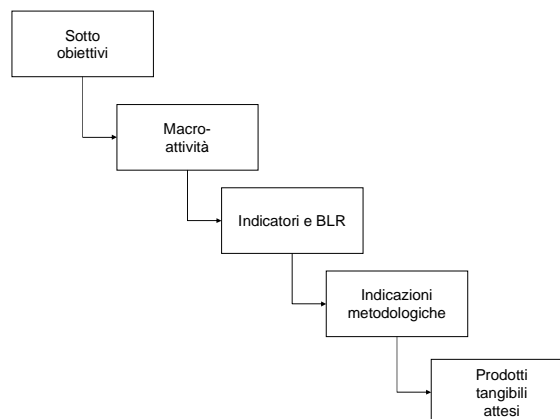 Sotto
obiettivi
Macro-
attività
Indicatori e BLR
Indicazioni
metodologiche
Prodotti
tangibili
attesi